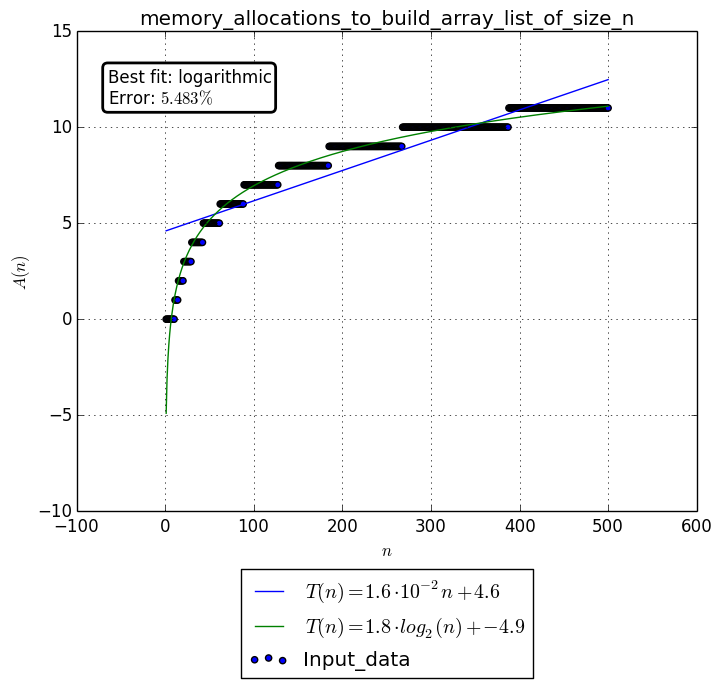 memory_allocations_to_build_array_list_of_size_n
15
Best fit: logarithmic
Error: 5.483%
10
5
0
−5
−10
A(n)
−100 0 100 200 300 400 500 600
n
T(n)=1.6·10⁻² n+4.6
T(n)=1.8·log₂(n)+−4.9
Input_data